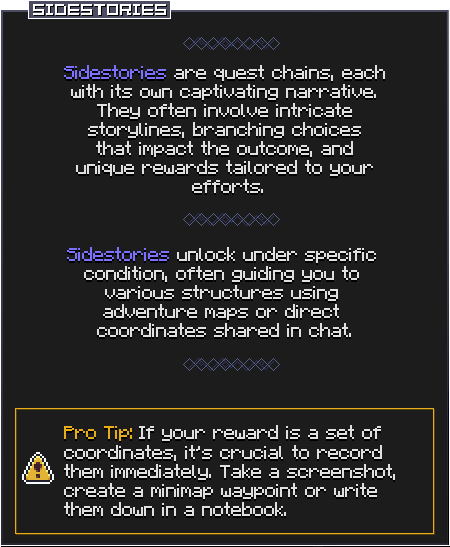 SIDESTORIES
Sidestories are quest chains, each
with its own captivating narrative.
They often involve intricate
storylines, branching choices
that impact the outcome, and
unique rewards tailored to your
efforts.
Sidestories unlock under specific
condition, often guiding you to
various structures using
adventure maps or direct
coordinates shared in chat.
Pro Tip: If your reward is a set of
coordinates, it's crucial to record
them immediately. Take a screenshot,
create a minimap waypoint or write
them down in a notebook.